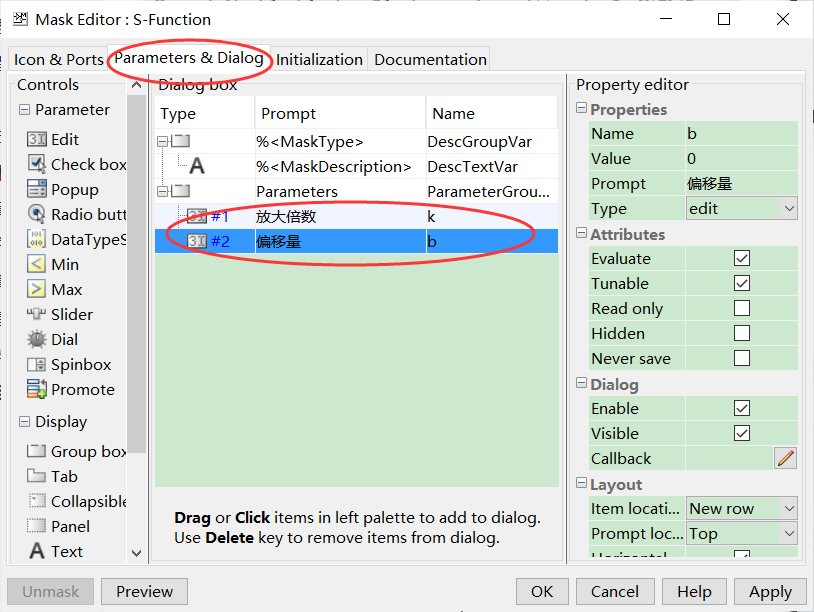 Mask Editor : S-Function
Icon & Ports
Parameters & Dialog
Initialization
Documentation
Controls
Parameter
Edit
Check box
Popup
Radio butt
DataTypeS
Min
Max
Slider
Dial
Spinbox
Promote
Display
Group box
Tab
Collapsible
Panel
Text
Dialog box
Type Prompt Name
%<MaskType> DescGroupVar
A %<MaskDescription> DescTextVar
Parameters ParameterGrou...
#1 放大倍数 k
#2 偏移量 b
Drag or Click items in left palette to add to dialog.
Use Delete key to remove items from dialog.
Property editor
Properties
Name b
Value 0
Prompt 偏移量
Type edit
Attributes
Evaluate
Tunable
Read only
Hidden
Never save
Dialog
Enable
Visible
Callback
Layout
Item locati... New row
Prompt loc... Top
Unmask
Preview
OK
Cancel
Help
Apply